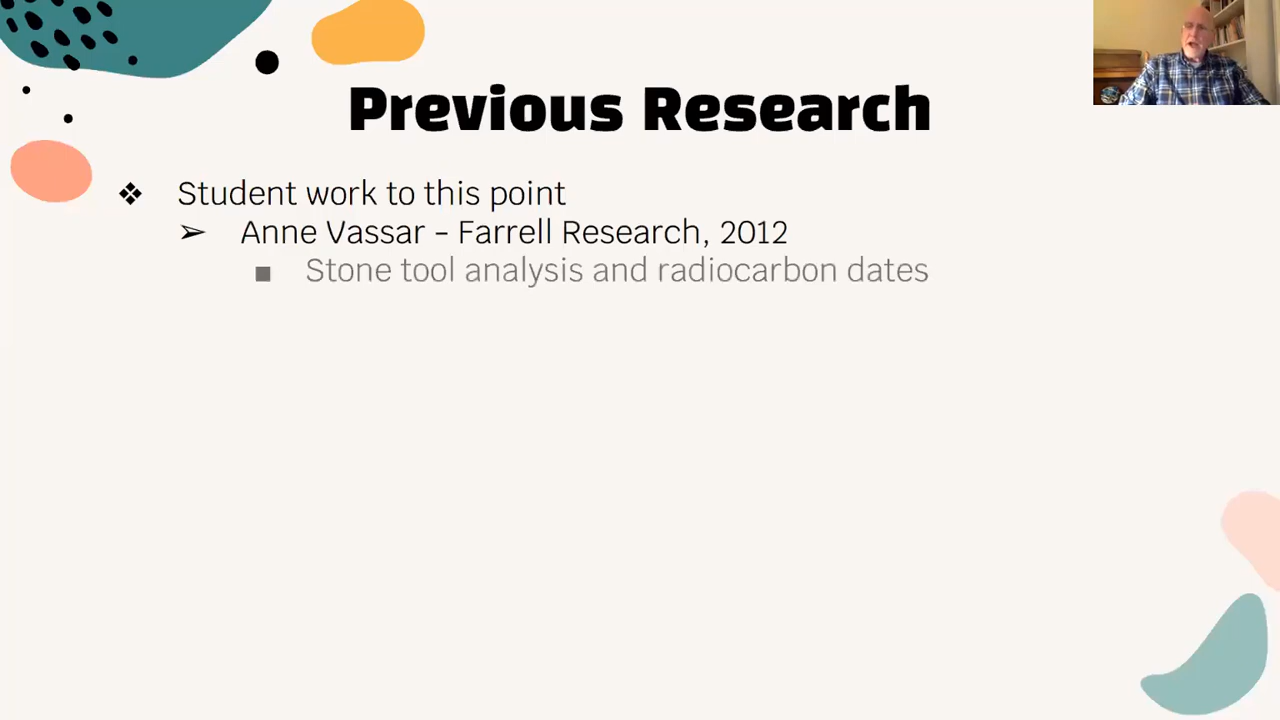 Previous Research
❖ Student work to this point
➢ Anne Vassar - Farrell Research, 2012
■ Stone tool analysis and radiocarbon dates